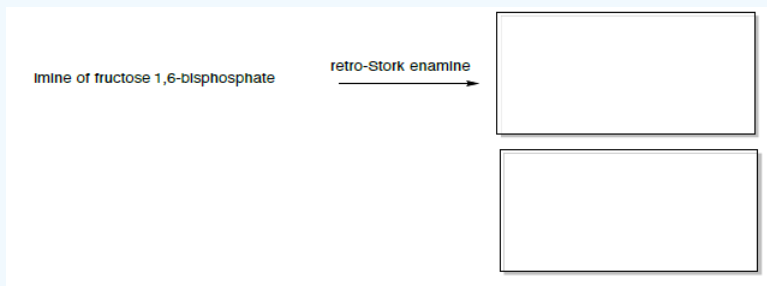 retro-Stork enamine
Imine of fructose 1,6-bisphosphate